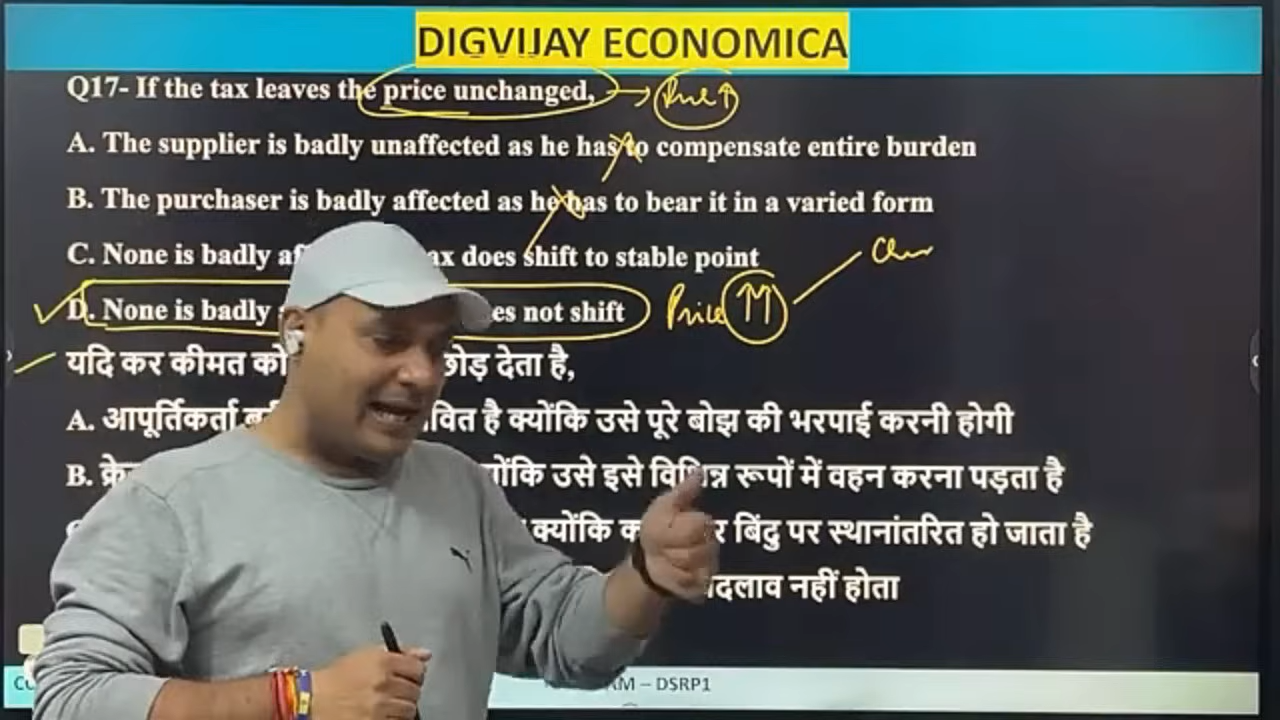 DIGVIJAY ECONOMICA
Q17- If the tax leaves the price unchanged,
A. The supplier is badly unaffected as he has to compensate entire burden
B. The purchaser is badly affected as he has to bear it in a varied form
C. None is badly does shift to stable point
D. None is badly not shift Price ↑↑
यदि कर कीमत को छोड़ देता है,
A. आपूर्तिकर्ता है क्योंकि उसे पूरे बोझ की भरपाई करनी होगी
B. उसे इसे विभिन्न रूपों में वहन करना पड़ता है
क्योंकि बिंदु पर स्थानांतरित हो जाता है
नहीं होता
– DSRP1